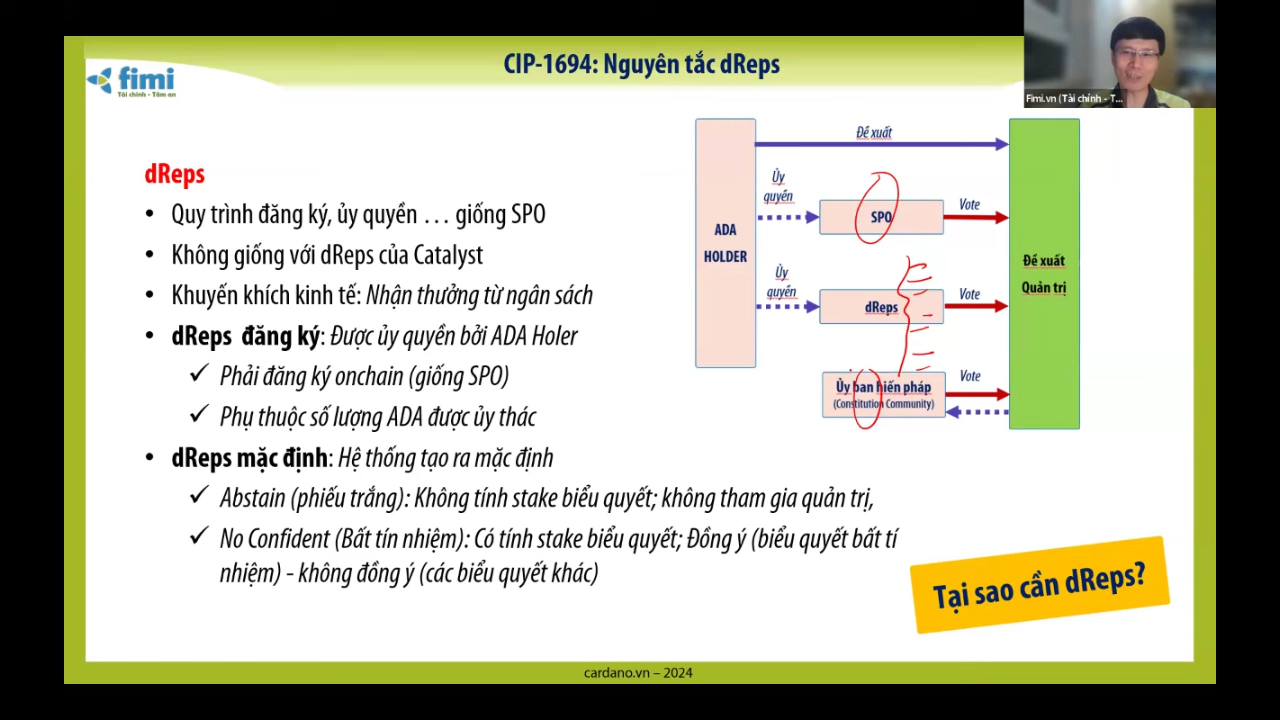 CIP-1694: Nguyên tắc dReps
fimi
Tài chính - Tâm an
Fimi.vn (Tài chính - T...
dReps
• Quy trình đăng ký, ủy quyền … giống SPO
• Không giống với dReps của Catalyst
• Khuyến khích kinh tế: Nhận thưởng từ ngân sách
• dReps đăng ký: Được ủy quyền bởi ADA Holer
✓ Phải đăng ký onchain (giống SPO)
✓ Phụ thuộc số lượng ADA được ủy thác
• dReps mặc định: Hệ thống tạo ra mặc định
✓ Abstain (phiếu trắng): Không tính stake biểu quyết; không tham gia quản trị,
✓ No Confident (Bất tín nhiệm): Có tính stake biểu quyết; Đồng ý (biểu quyết bất tí
nhiệm) - không đồng ý (các biểu quyết khác)
ADA
HOLDER
Đề xuất
Ủy
quyền
SPO
Vote
Ủy
quyền
dReps
Vote
Ủy ban hiến pháp
(Constitution Community)
Vote
Đề xuất
Quản trị
Tại sao cần dReps?
cardano.vn – 2024